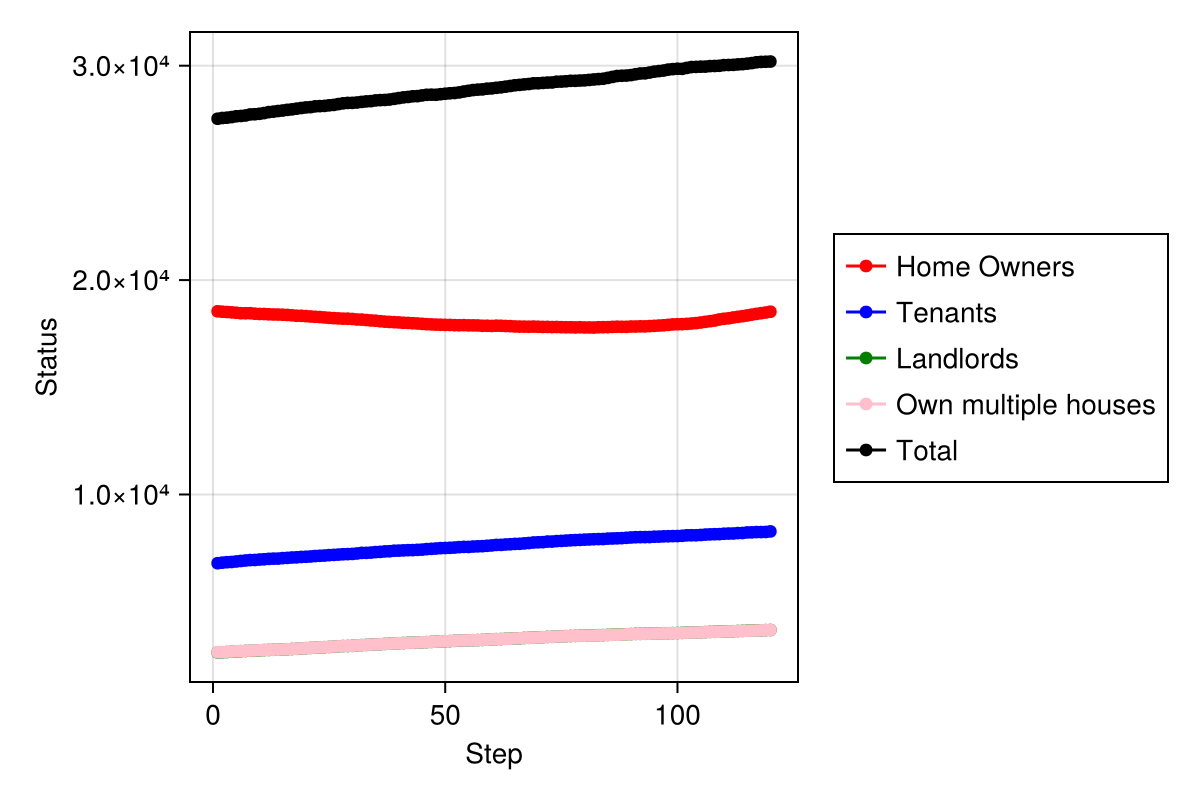 3.0×10⁴
2.0×10⁴
1.0×10⁴
Status
0
50
100
Step
Home Owners
Tenants
Landlords
Own multiple houses
Total